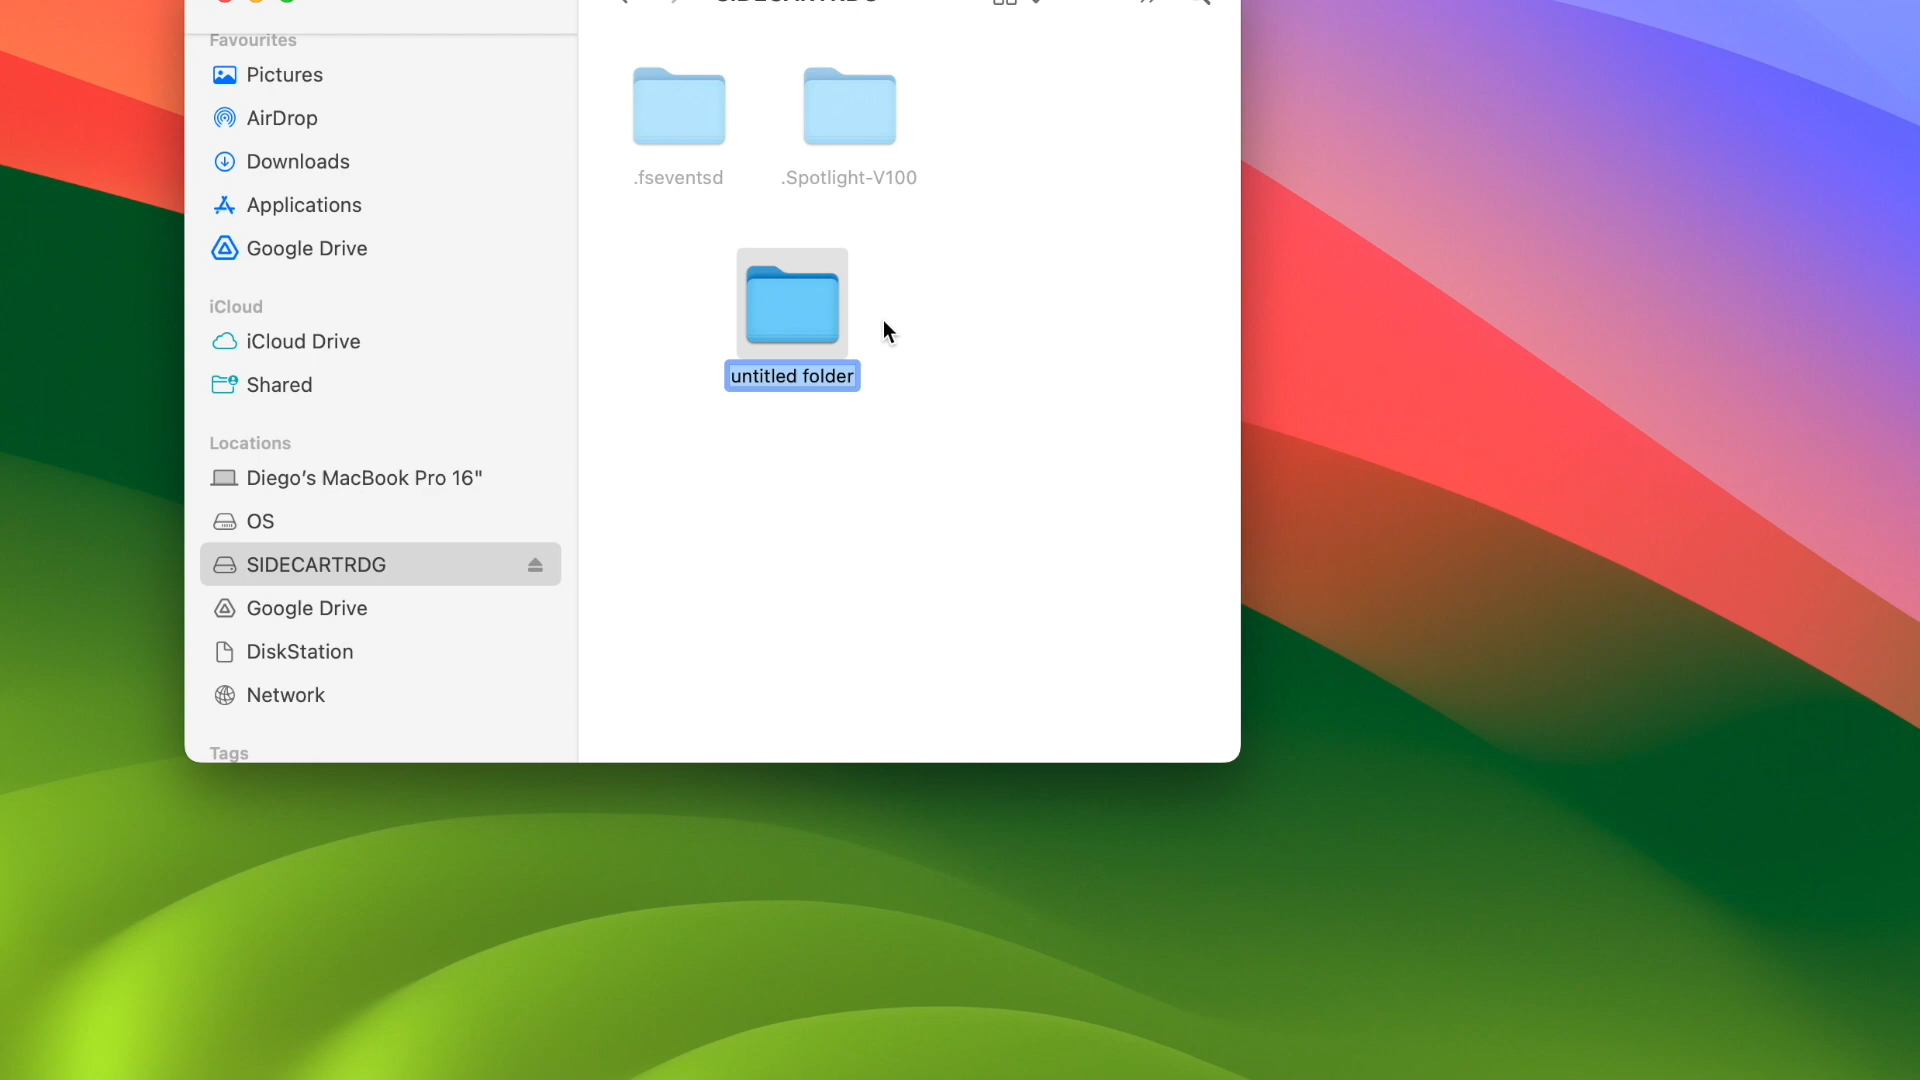 SIDECARTRDG
Favourites
Pictures
AirDrop
Downloads
Applications
Google Drive
iCloud
iCloud Drive
Shared
Locations
Diego’s MacBook Pro 16"
OS
SIDECARTRDG
Google Drive
DiskStation
Network
Tags
.fseventsd
.Spotlight-V100
untitled folder